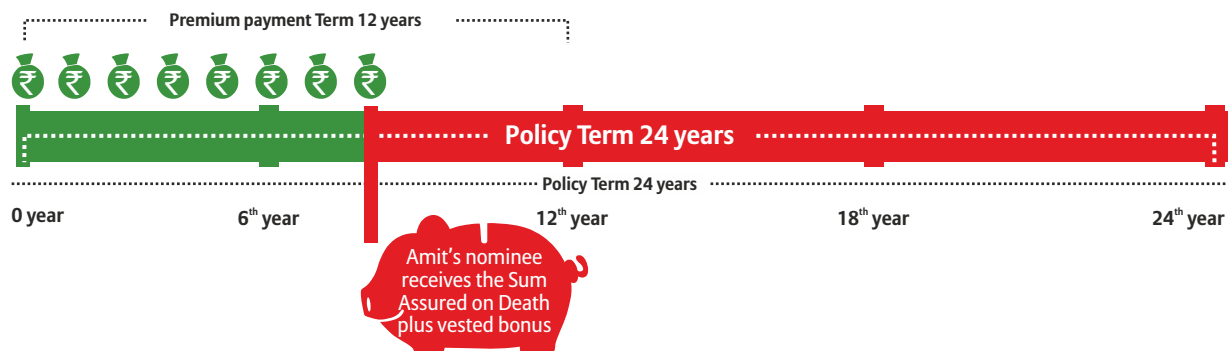 Premium payment Term 12 years
₹ ₹ ₹ ₹ ₹ ₹ ₹ ₹
Policy Term 24 years
Policy Term 24 years
0 year 6th year 12th year 18th year 24th year
Amit's nominee
receives the Sum
Assured on Death
plus vested bonus